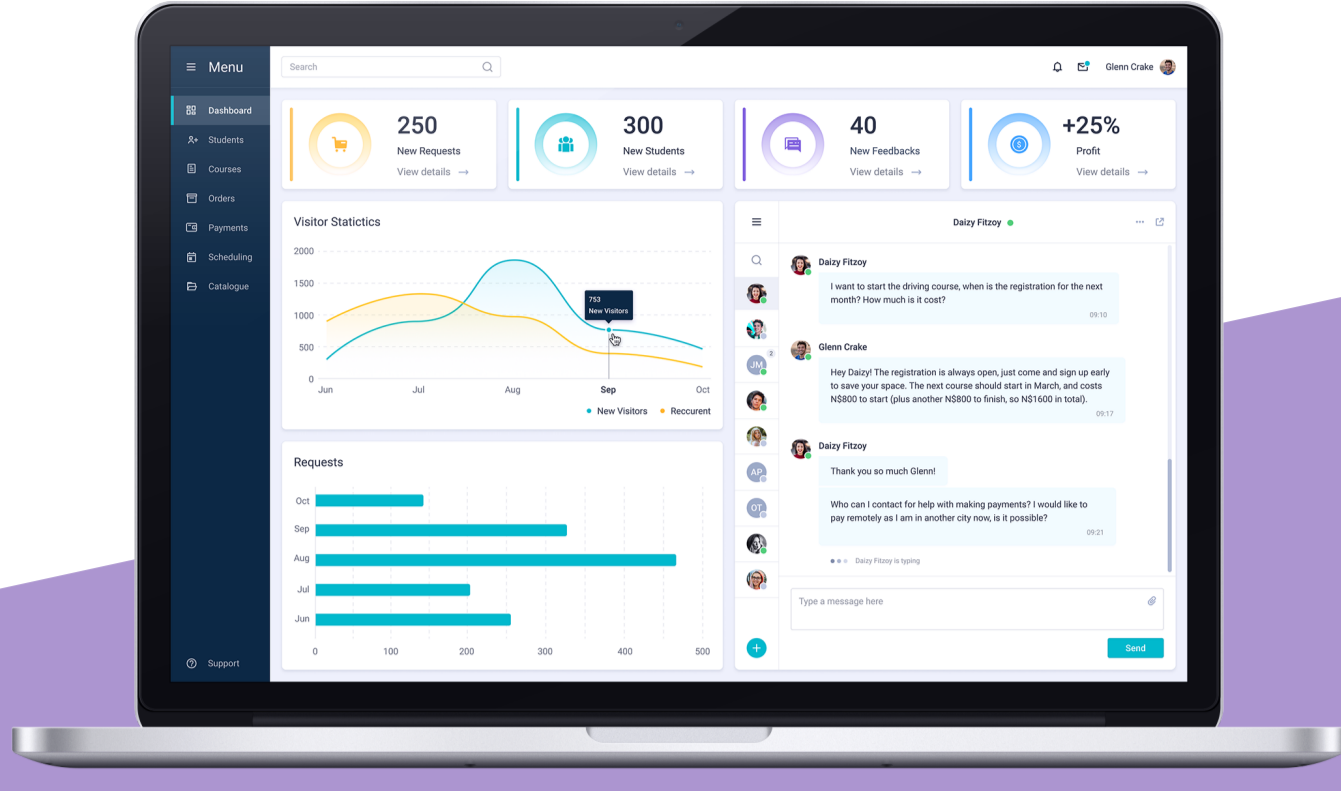 Menu
Search
Glenn Crake
Dashboard
Students
Courses
Orders
Payments
Scheduling
Catalogue
Support
250
New Requests
View details →
300
New Students
View details →
40
New Feedbacks
View details →
+25%
Profit
View details →
Visitor Statictics
2000
1500
1000
500
0
753
New Visitors
Jun Jul Aug Sep Oct
New Visitors Reccurent
Requests
Oct
Sep
Aug
Jul
Jun
0 100 200 300 400 500
Daizy Fitzoy
2
JM
AP
OT
Daizy Fitzoy
I want to start the driving course, when is the registration for the next
month? How much is it cost?
09:10
Glenn Crake
Hey Daizy! The registration is always open, just come and sign up early
to save your space. The next course should start in March, and costs
N$800 to start (plus another N$800 to finish, so N$1600 in total).
09:17
Daizy Fitzoy
Thank you so much Glenn!
Who can I contact for help with making payments? I would like to
pay remotely as I am in another city now, is it possible?
09:21
Daizy Fitzoy is typing
Type a message here
Send